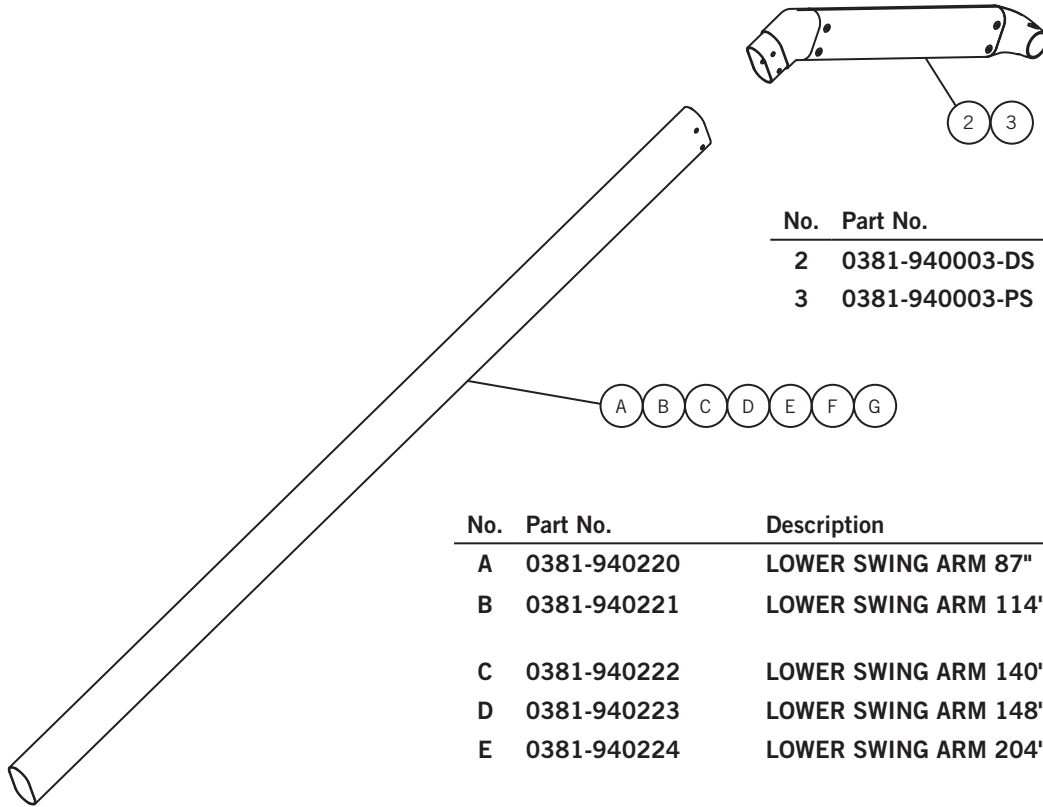 2 3
No. Part No.
2 0381-940003-DS
3 0381-940003-PS
A B C D E F G
No. Part No. Description
A 0381-940220 LOWER SWING ARM 87"
B 0381-940221 LOWER SWING ARM 114"
C 0381-940222 LOWER SWING ARM 140"
D 0381-940223 LOWER SWING ARM 148"
E 0381-940224 LOWER SWING ARM 204"